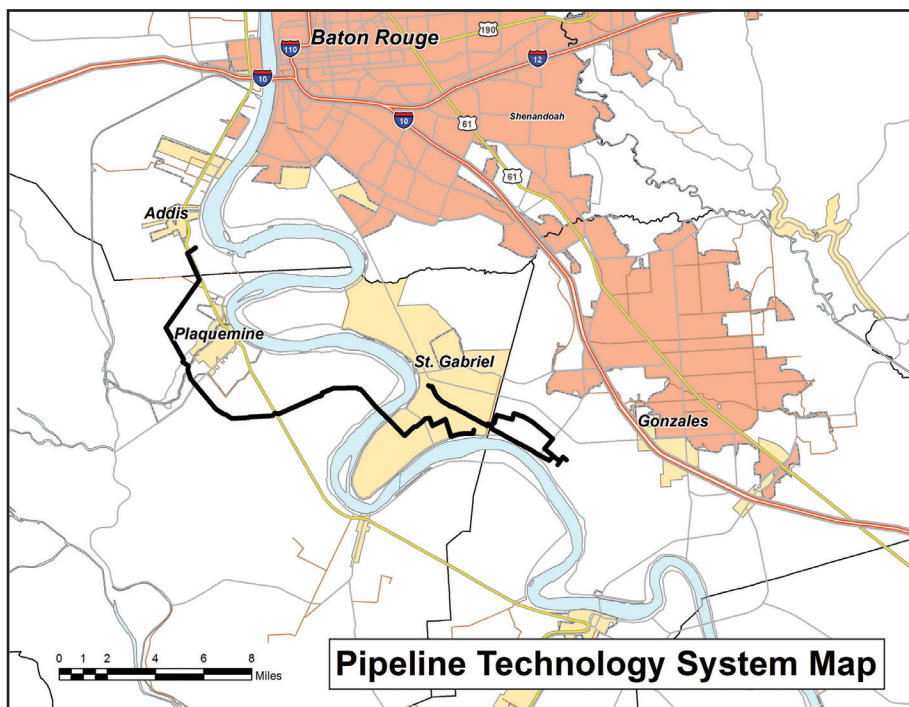 Baton Rouge
190
110
12
10
10
61
Shenandoah
61
Addis
Plaquemine
St. Gabriel
Gonzales
0 2 4 6 8
Miles
Pipeline Technology System Map